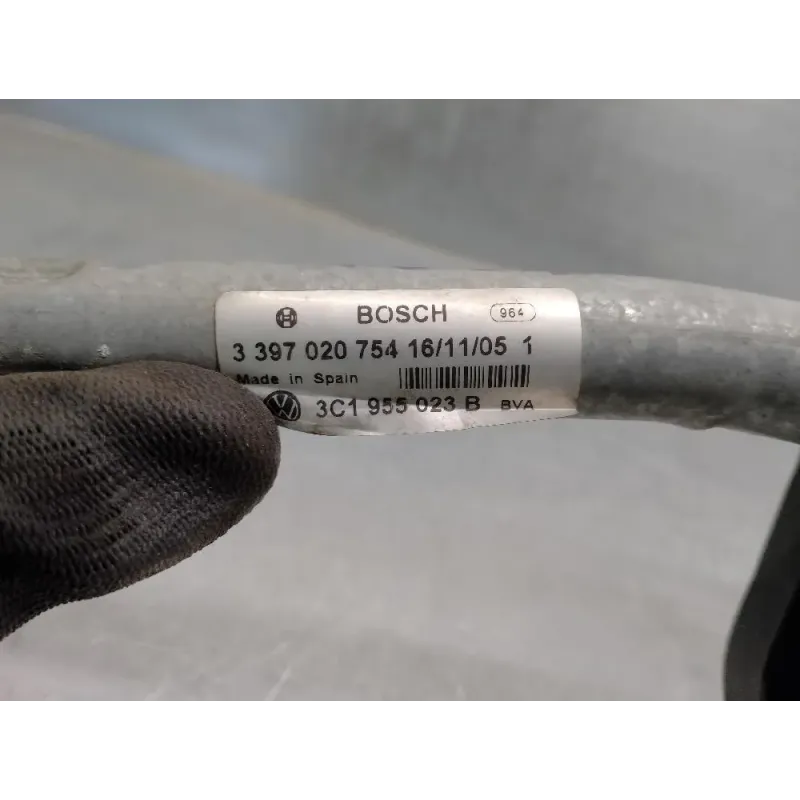 BOSCH 964
3 397 020 754 16/11/05 1
Made in Spain
3C1 955 023 B BVA